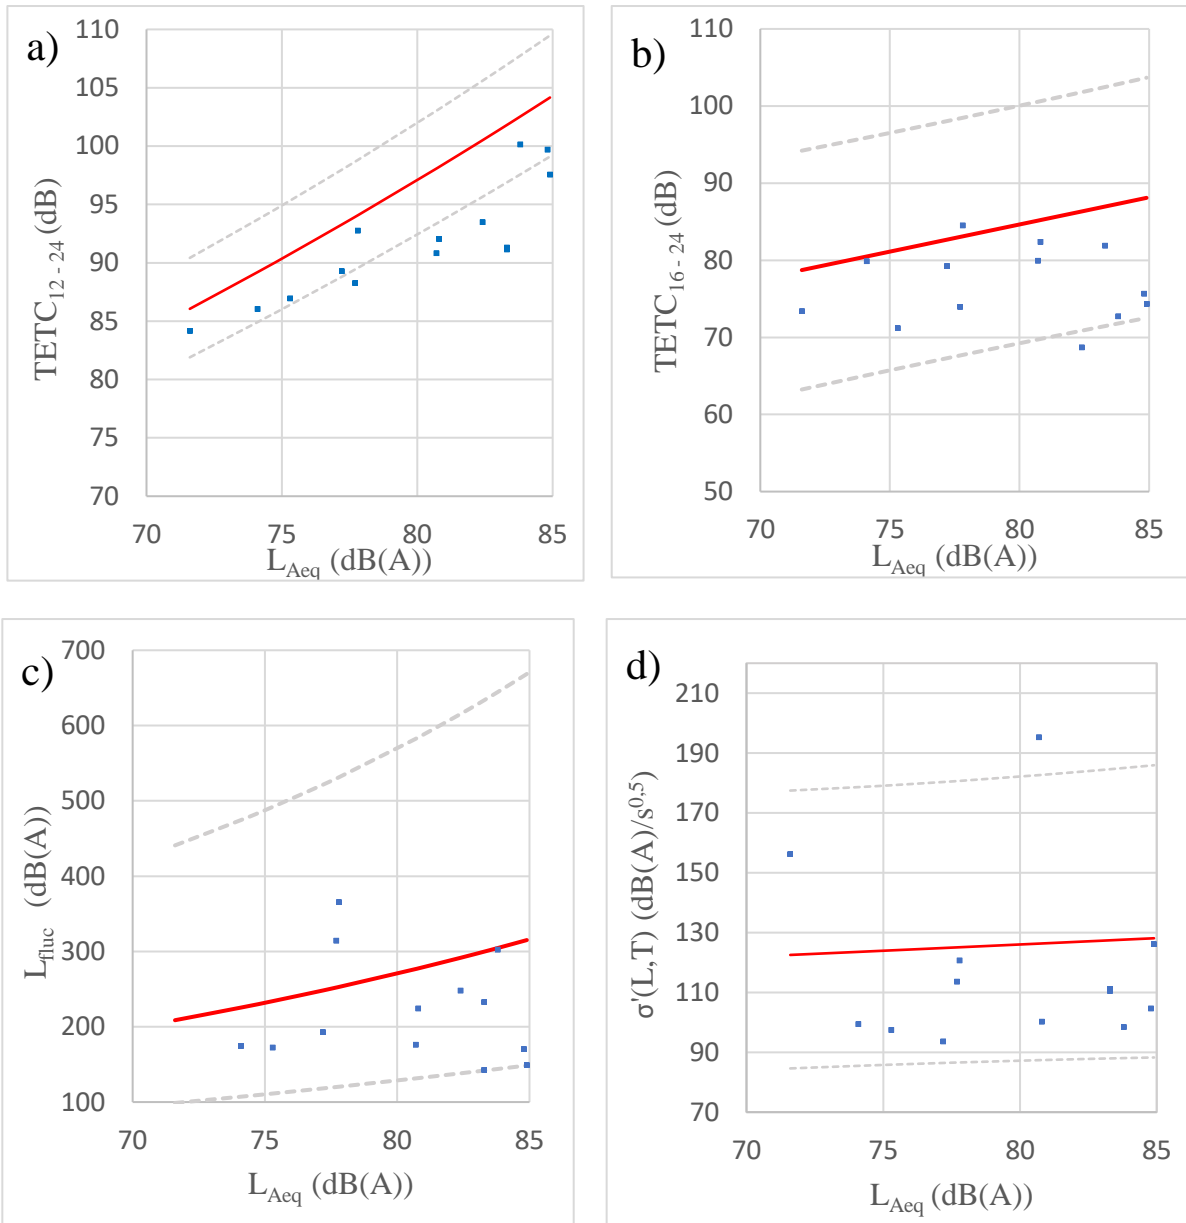 a)
110
105
100
95
90
85
80
75
70
TETC12 - 24 (dB)
70 75 80 85
LAeq (dB(A))
b)
110
100
90
80
70
60
50
TETC16 - 24 (dB)
70 75 80 85
LAeq (dB(A))
c)
700
600
500
400
300
200
100
Lfluc (dB(A))
70 75 80 85
LAeq (dB(A))
d)
210
190
170
150
130
110
90
70
σ'(L,T) (dB(A)/s0,5)
70 75 80 85
LAeq (dB(A))